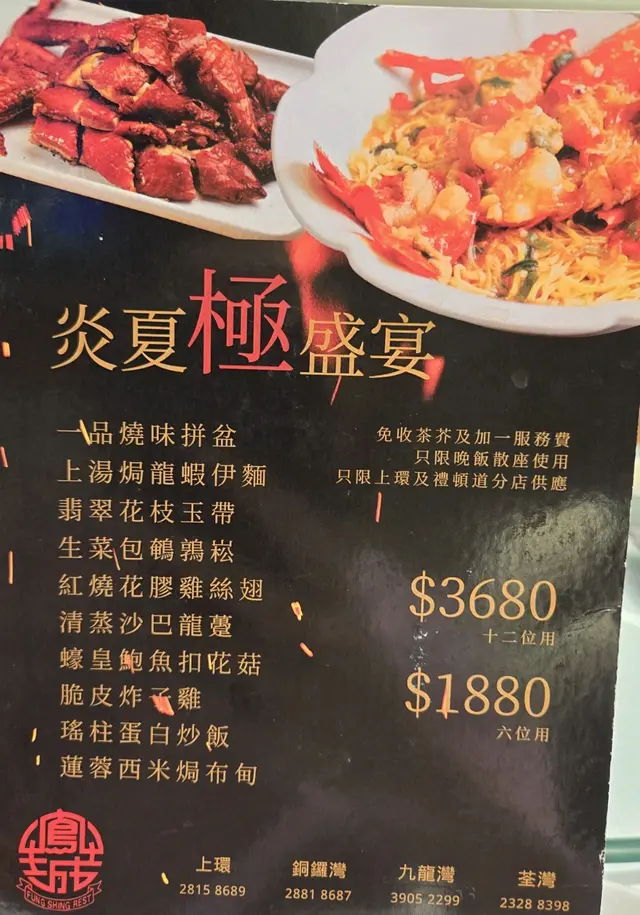 炎夏極盛宴
一品燒味拼盆
上湯焗龍蝦伊麵
翡翠花枝玉帶
生菜包鵪鶉崧
紅燒花膠雞絲翅
清蒸沙巴龍躉
蠔皇鮑魚扣花菇
脆皮炸子雞
瑤柱蛋白炒飯
蓮蓉西米焗布甸
免收茶芥及加一服務費
只限晚飯散座使用
只限上環及禮頓道分店供應
$3680
十二位用
$1880
六位用
鳳城
FUNG SHING REST
上環
2815 8689
銅鑼灣
2881 8687
九龍灣
3905 2299
荃灣
2328 8398